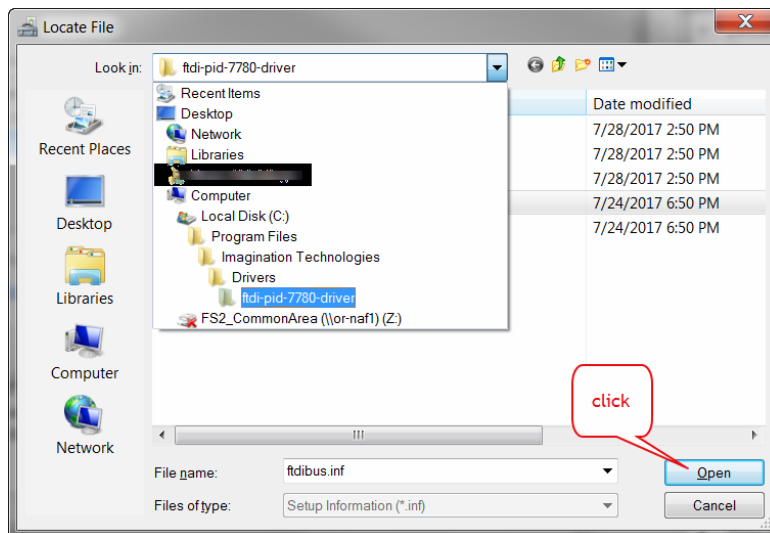 Locate File
Look in:
ftdi-pid-7780-driver
Recent Items
Desktop
Network
Libraries
Computer
Local Disk (C:)
Program Files
Imagination Technologies
Drivers
ftdi-pid-7780-driver
FS2_CommonArea (\\or-naf1) (Z:)
Date modified
7/28/2017 2:50 PM
7/28/2017 2:50 PM
7/28/2017 2:50 PM
7/24/2017 6:50 PM
7/24/2017 6:50 PM
Recent Places
Desktop
Libraries
Computer
Network
click
File name:
ftdibus.inf
Open
Files of type:
Setup Information (*.inf)
Cancel